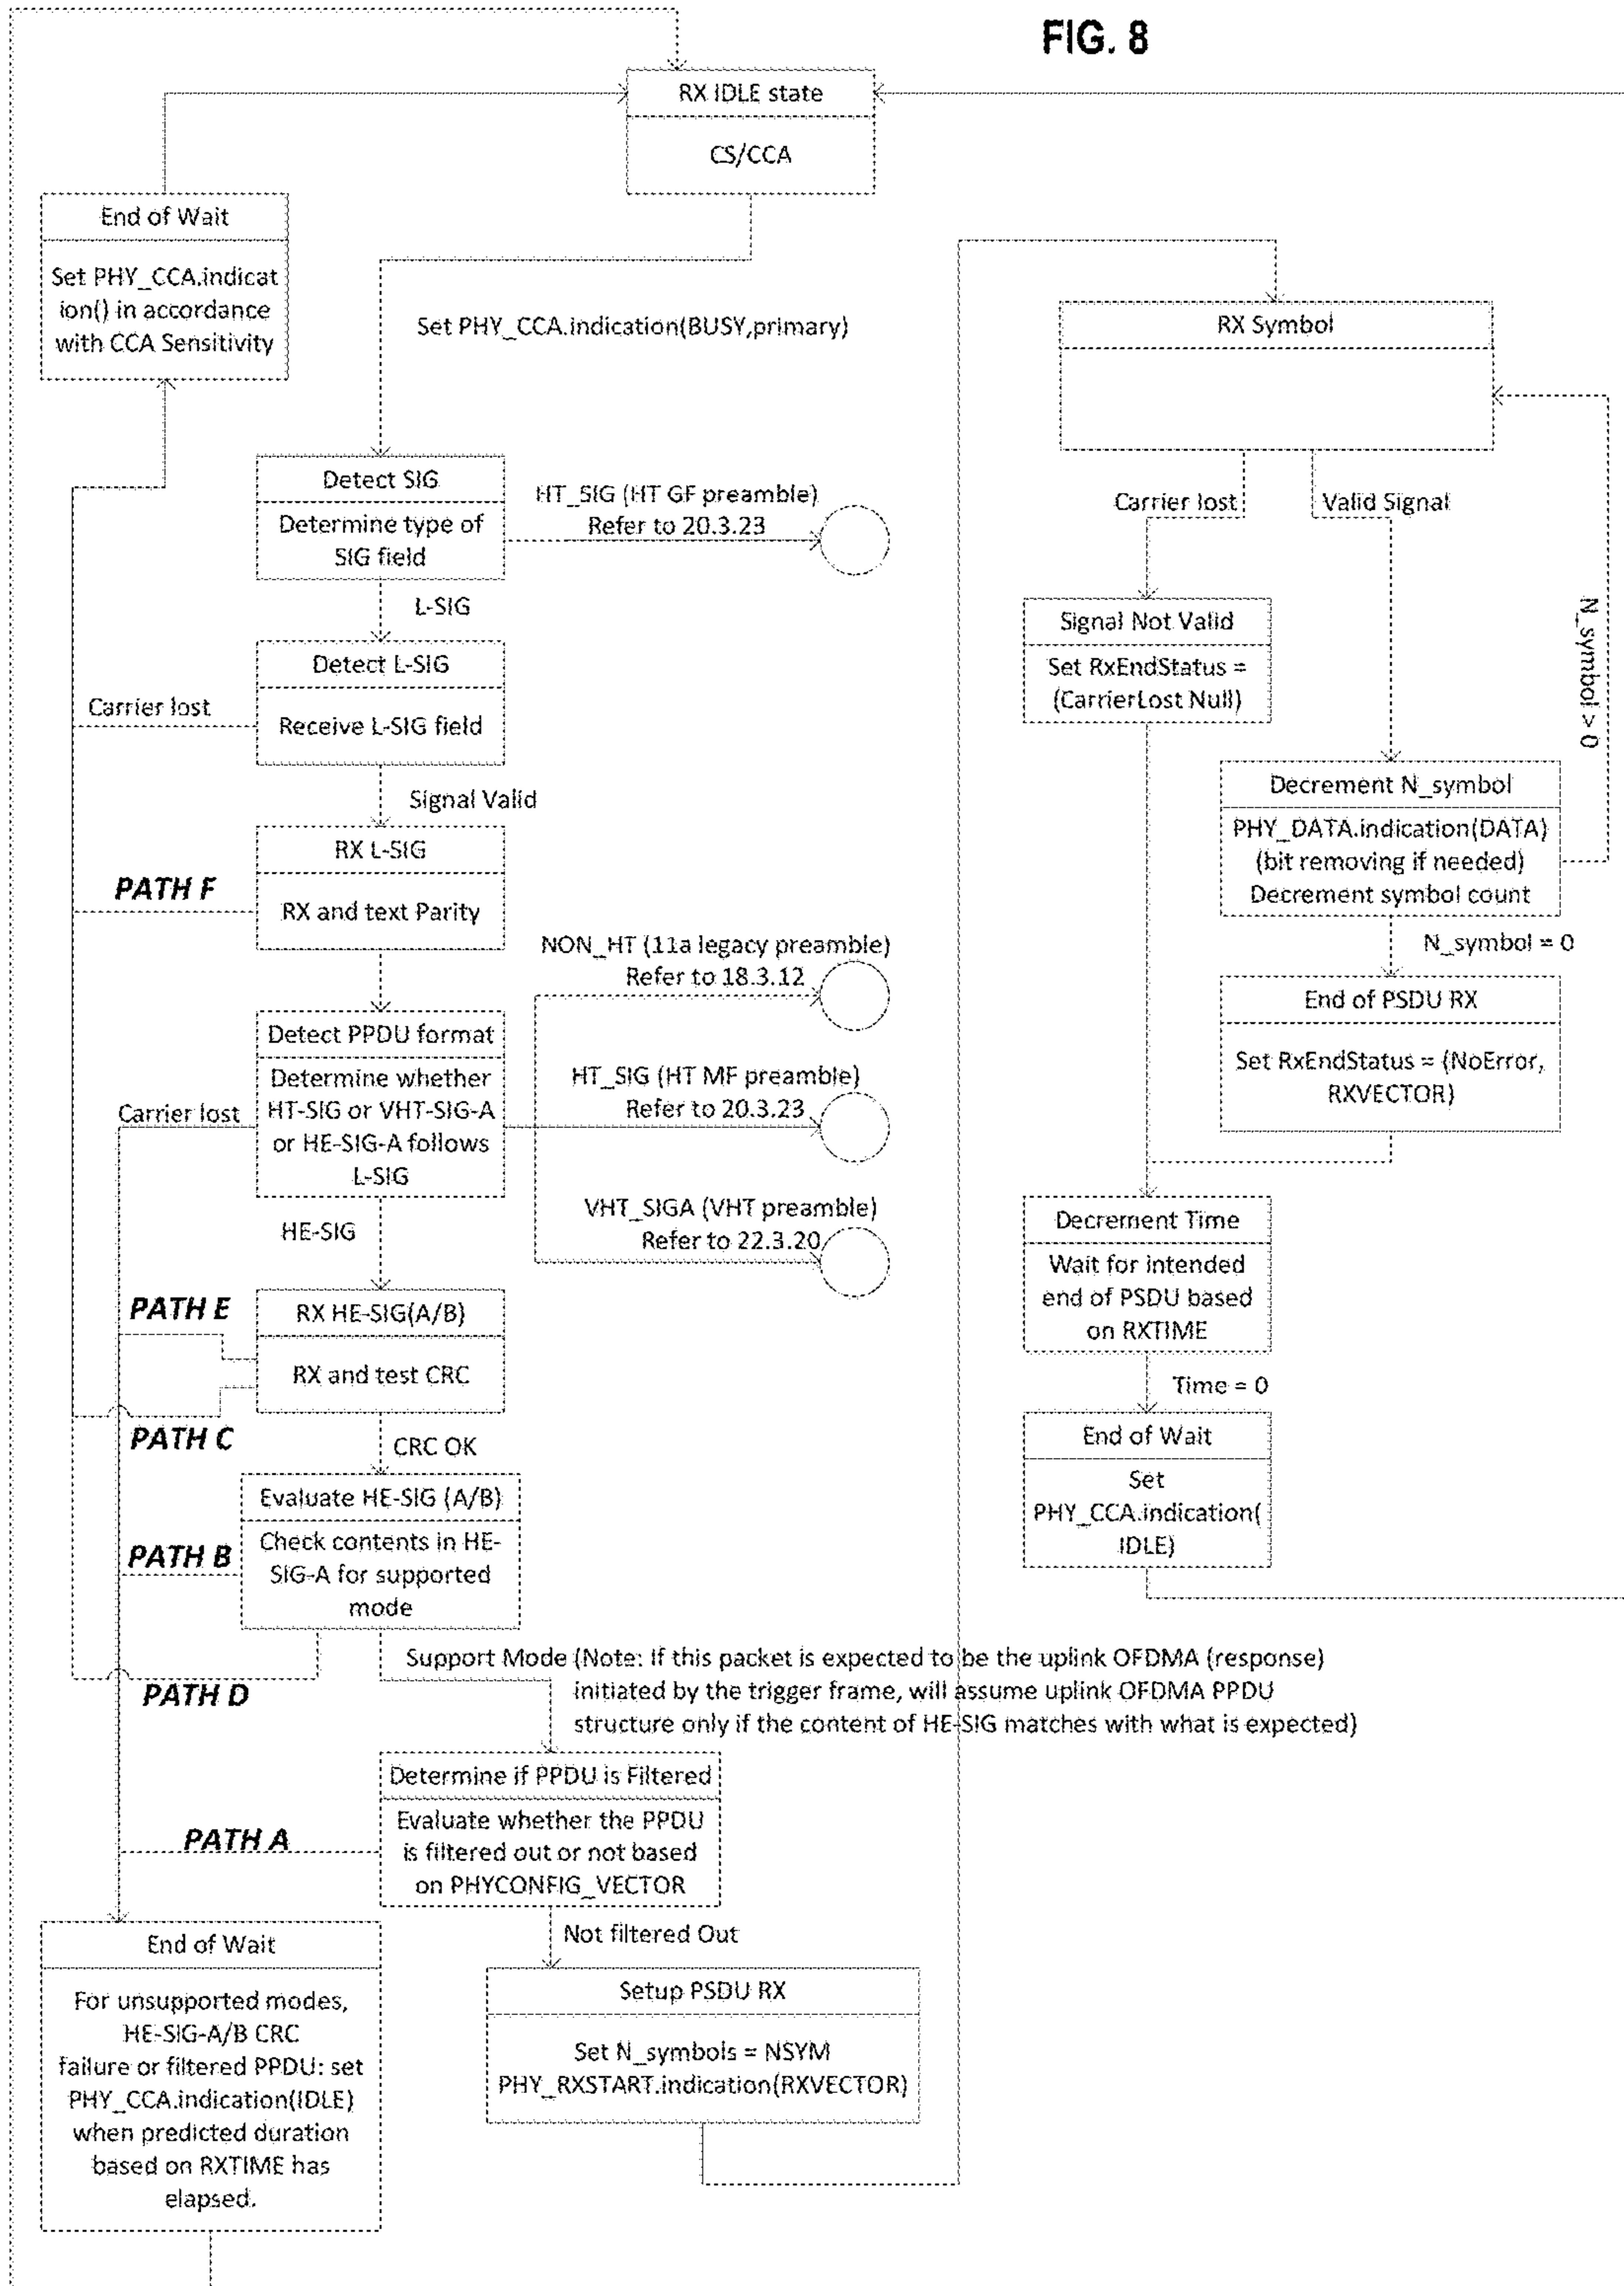 FIG. 8
RX IDLE state
CS/CCA
End of Wait
Set PHY_CCA.indicat
ion() in accordance
with CCA Sensitivity
Set PHY_CCA.indication(BUSY,primary)
Detect SIG
Determine type of
SIG field
HT_SIG (HT GF preamble)
Refer to 20.3.23
L-SIG
Detect L-SIG
Receive L-SIG field
Carrier lost
Signal Valid
RX L-SIG
RX and text Parity
PATH F
NON_HT (11a legacy preamble)
Refer to 18.3.12
Detect PPDU format
Determine whether
HT-SIG or VHT-SIG-A
or HE-SIG-A follows
L-SIG
Carrier lost
HT_SIG (HT MF preamble)
Refer to 20.3.23
VHT_SIGA (VHT preamble)
Refer to 22.3.20
HE-SIG
PATH E
RX HE-SIG(A/B)
RX and test CRC
PATH C
CRC OK
Evaluate HE-SIG (A/B)
Check contents in HE-
SIG-A for supported
mode
PATH B
PATH D
Support Mode (Note: If this packet is expected to be the uplink OFDMA (response)
initiated by the trigger frame, will assume uplink OFDMA PPDU
structure only if the content of HE-SIG matches with what is expected)
Determine if PPDU is Filtered
Evaluate whether the PPDU
is filtered out or not based
on PHYCONFIG_VECTOR
PATH A
Not filtered Out
End of Wait
For unsupported modes,
HE-SIG-A/B CRC
failure or filtered PPDU: set
PHY_CCA.indication(IDLE)
when predicted duration
based on RXTIME has
elapsed.
Setup PSDU RX
Set N_symbols = NSYM
PHY_RXSTART.indication(RXVECTOR)
RX Symbol
Carrier lost
Valid Signal
Signal Not Valid
Set RxEndStatus =
(CarrierLost Null)
N_symbol > 0
Decrement N_symbol
PHY_DATA.indication(DATA)
(bit removing if needed)
Decrement symbol count
N_symbol = 0
End of PSDU RX
Set RxEndStatus = (NoError,
RXVECTOR)
Decrement Time
Wait for intended
end of PSDU based
on RXTIME
Time = 0
End of Wait
Set
PHY_CCA.indication(
IDLE)